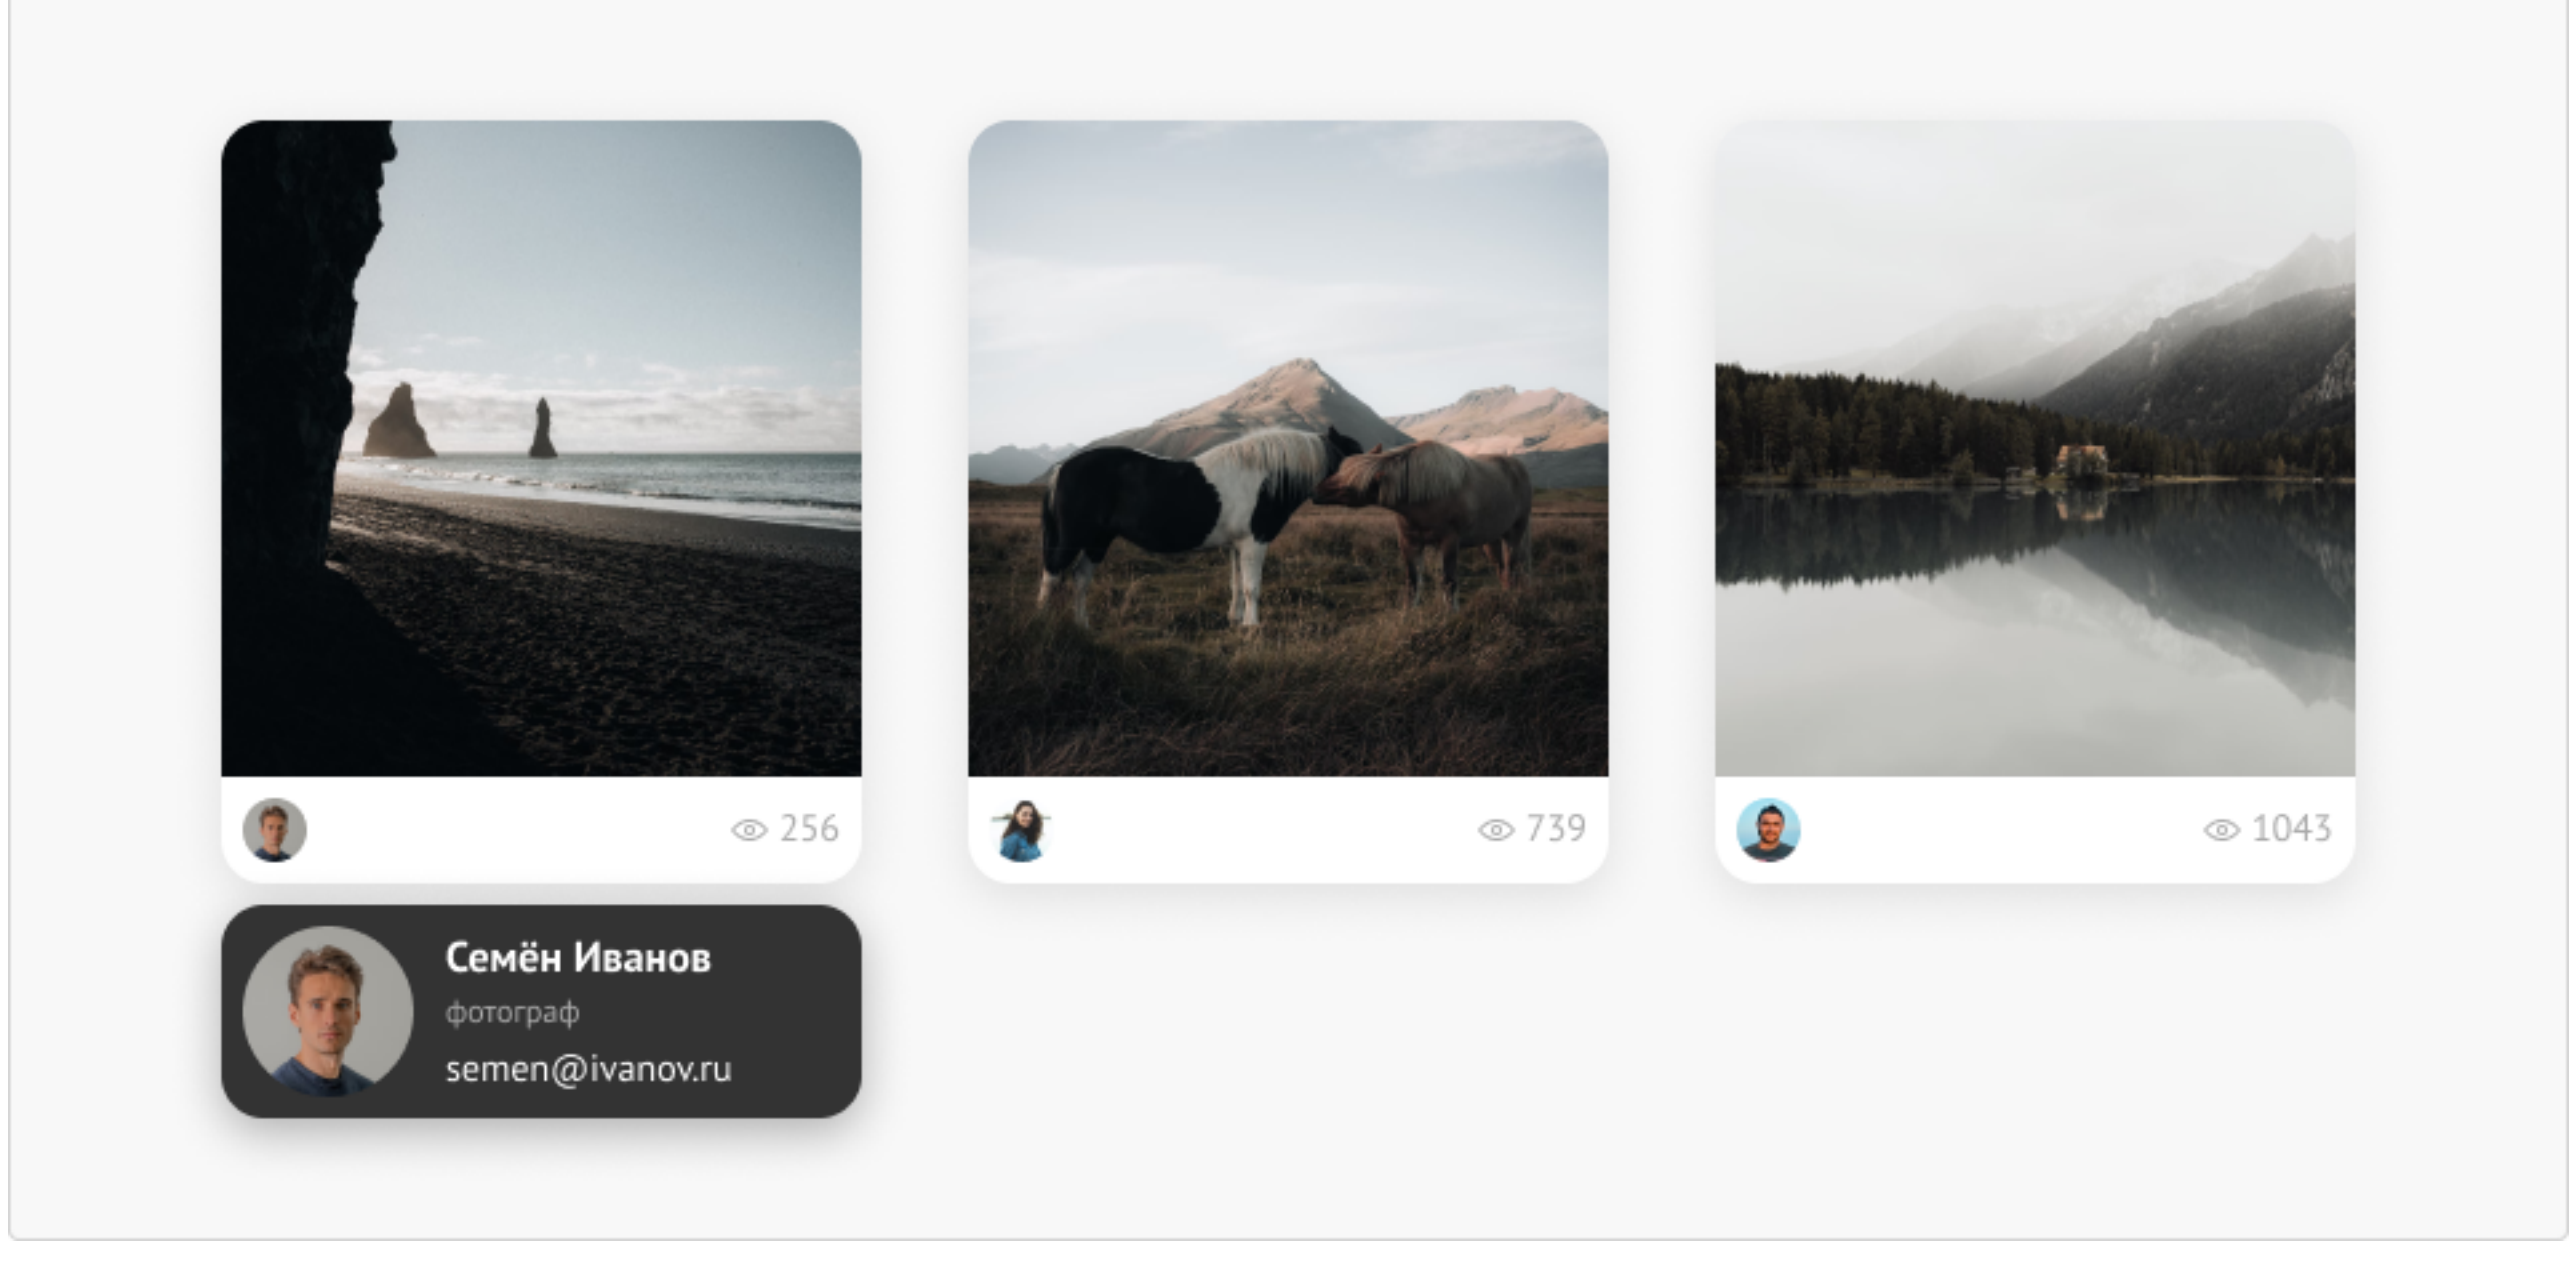 256
739
1043
Семён Иванов
фотограф
semen@ivanov.ru